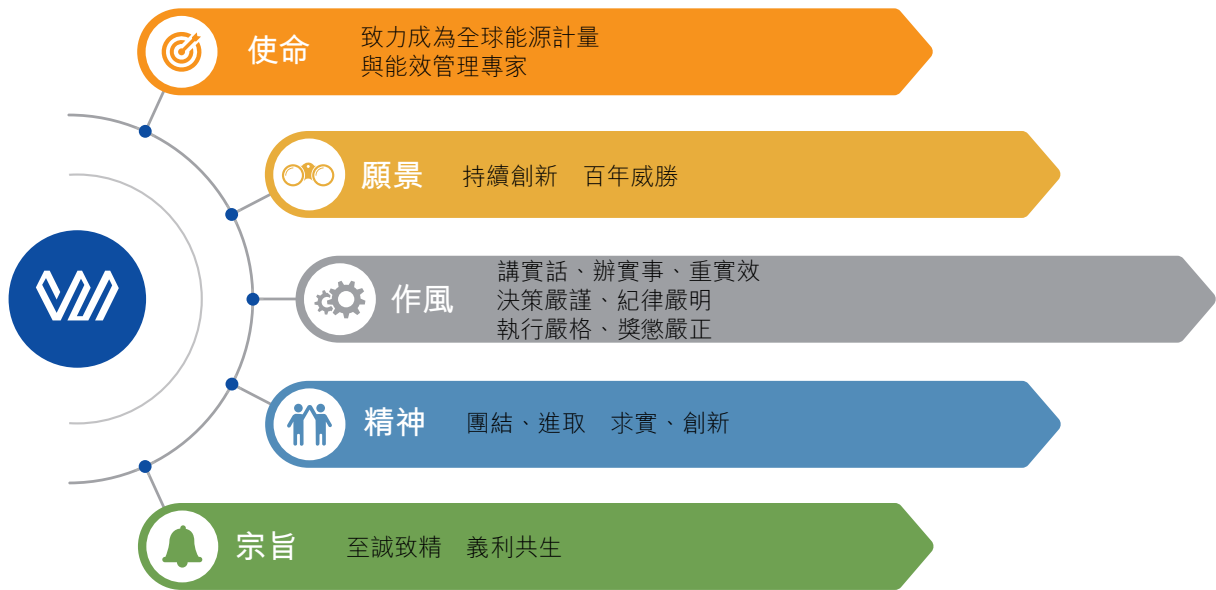 使命
致力成為全球能源計量
與能效管理專家
願景
持續創新　百年威勝
作風
講實話、辦實事、重實效
決策嚴謹、紀律嚴明
執行嚴格、獎懲嚴正
精神
團結、進取　求實、創新
宗旨
至誠致精　義利共生